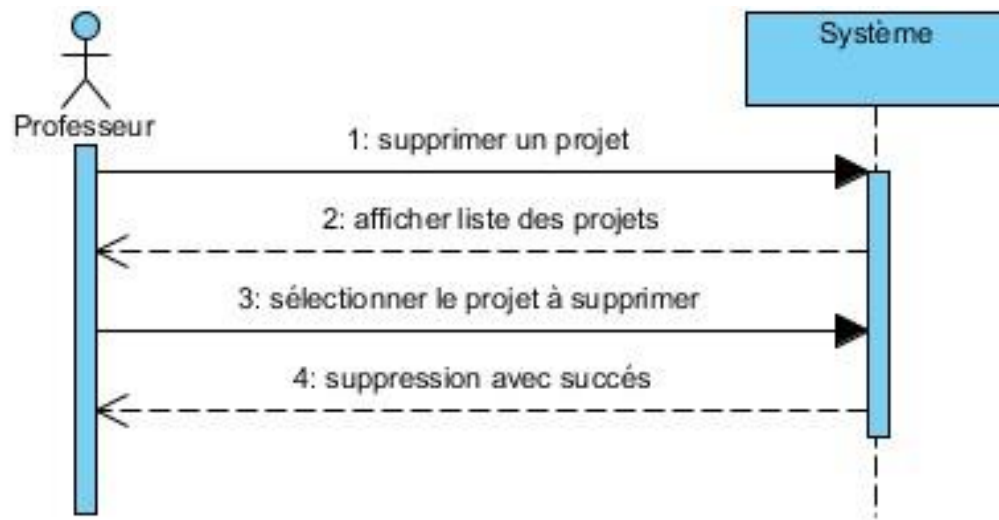 Système
Professeur
1: supprimer un projet
2: afficher liste des projets
3: sélectionner le projet à supprimer
4: suppression avec succés